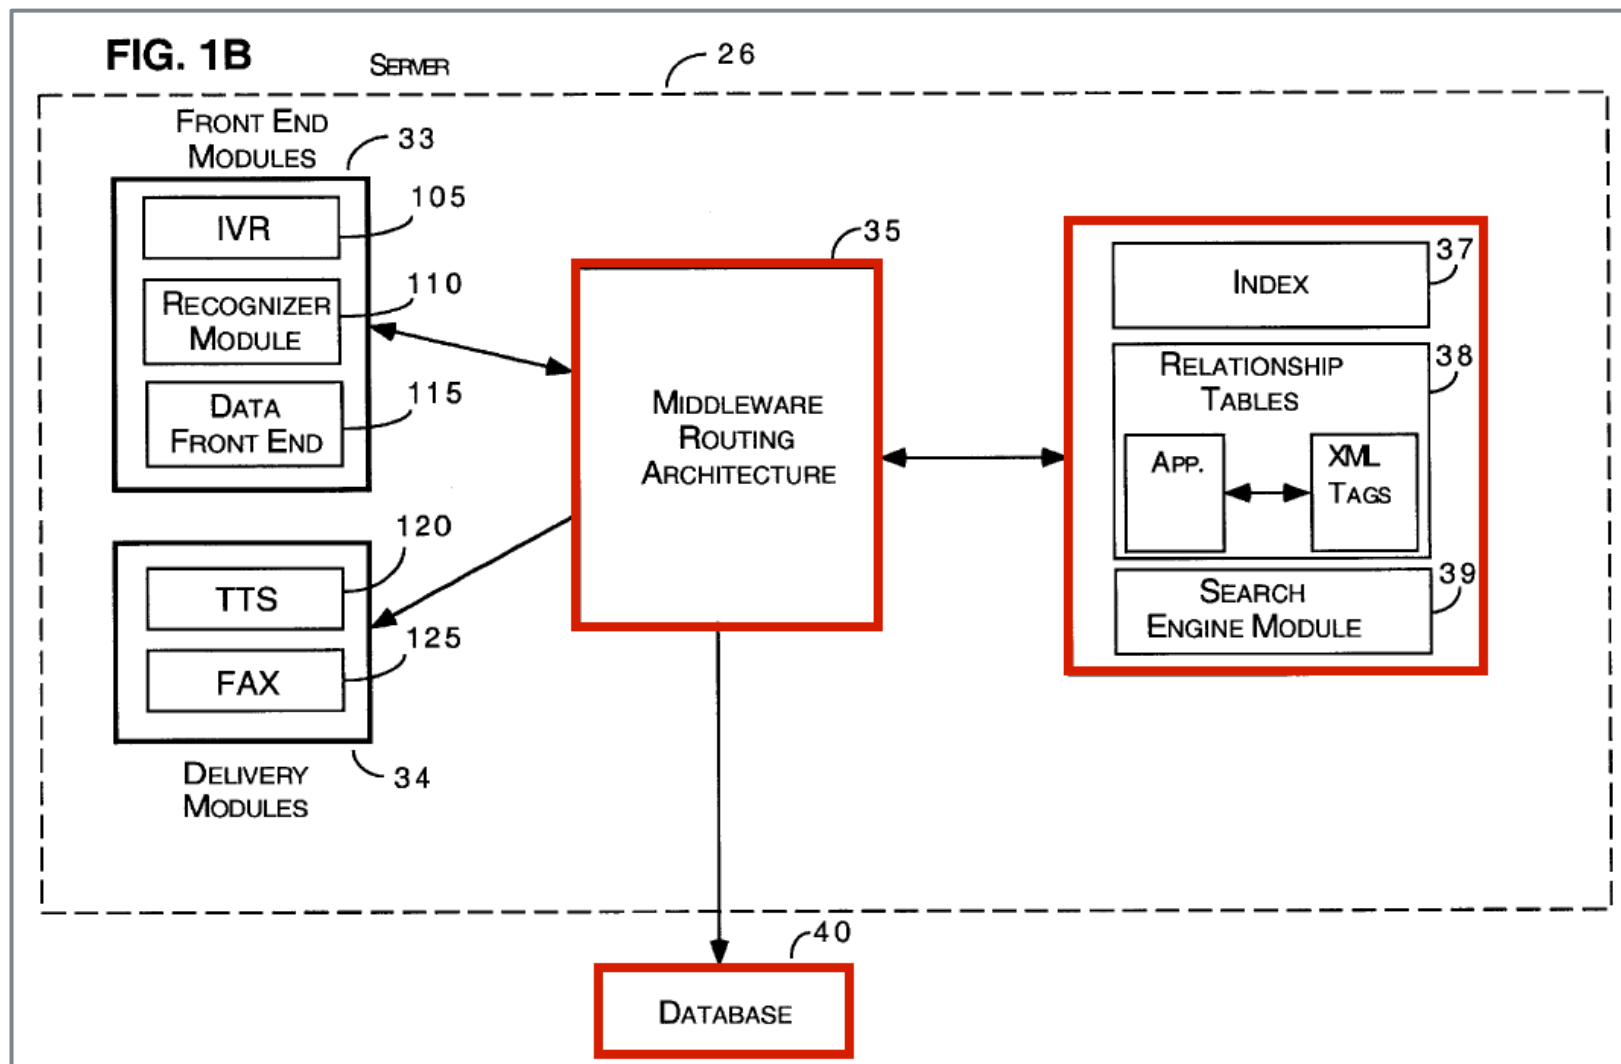 FIG. 1B
SERVER
26
FRONT END
MODULES
33
IVR
105
RECOGNIZER
MODULE
110
DATA
FRONT END
115
TTS
120
FAX
125
DELIVERY
MODULES
34
35
MIDDLEWARE
ROUTING
ARCHITECTURE
INDEX
37
RELATIONSHIP
TABLES
38
APP.
XML
TAGS
SEARCH
ENGINE MODULE
39
40
DATABASE